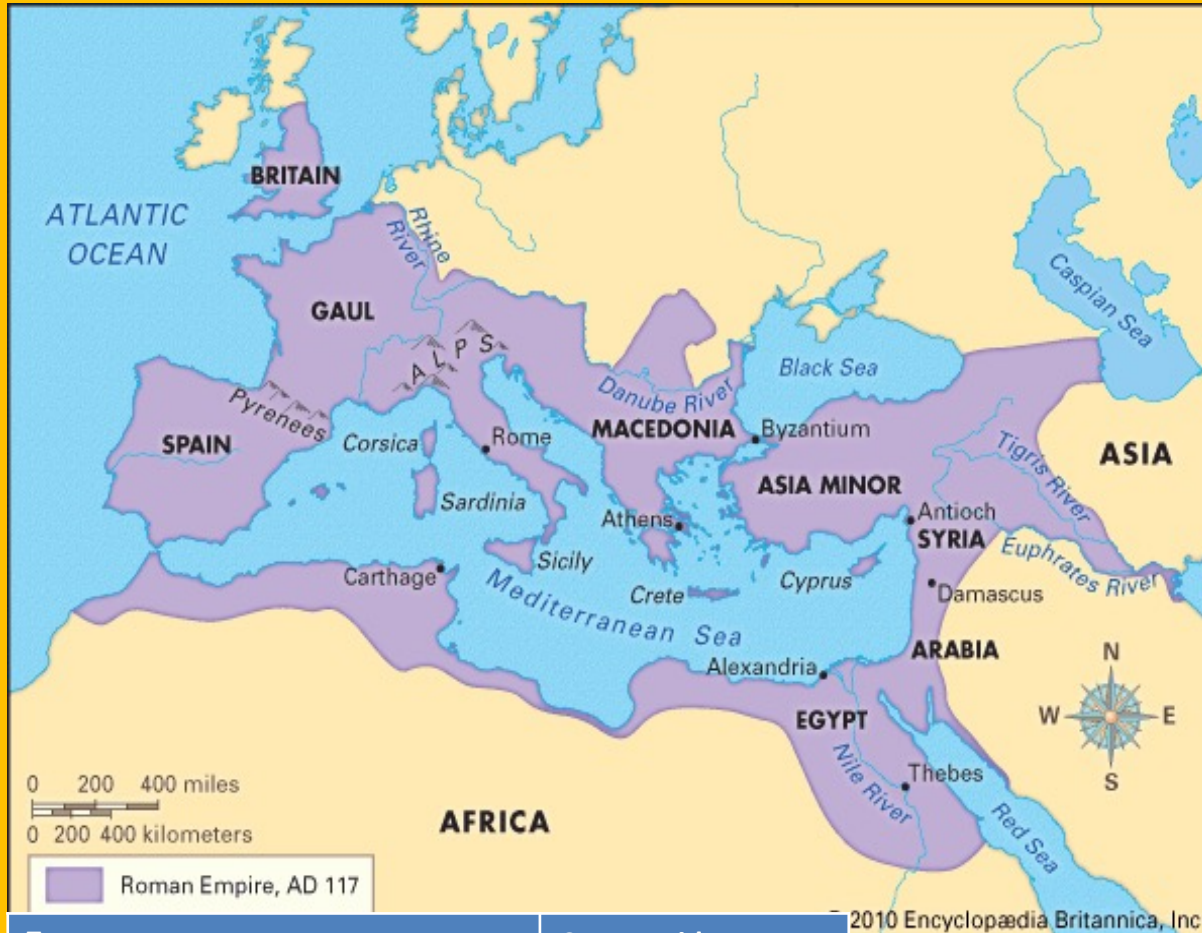 BRITAIN
ATLANTIC
OCEAN
Rhine
River
GAUL
ALPS
Pyrenees
SPAIN
Corsica
Rome
Sardinia
Sicily
Carthage
Mediterranean Sea
Danube River
MACEDONIA
Black Sea
Byzantium
Caspian Sea
ASIA
ASIA MINOR
Athens
Antioch
SYRIA
Tigris River
Euphrates River
Crete
Cyprus
Damascus
ARABIA
Alexandria
EGYPT
Nile River
Thebes
Red Sea
AFRICA
N
W
E
S
0 200 400 miles
0 200 400 kilometers
Roman Empire, AD 117
2010 Encyclopædia Britannica, Inc